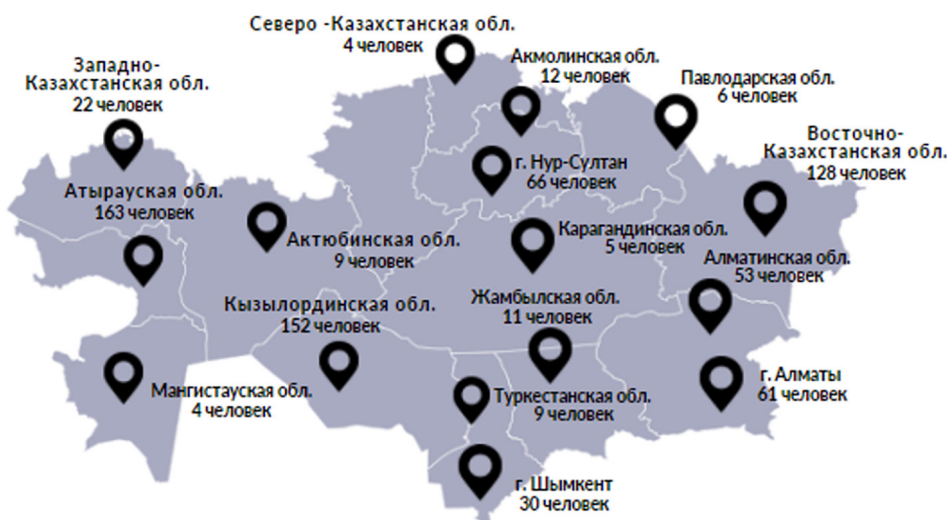 Северо -Казахстанская обл.
4 человек
Акмолинская обл.
12 человек
Западно-
Казахстанская обл.
22 человек
Павлодарская обл.
6 человек
Восточно-
Казахстанская обл.
128 человек
г. Нур-Султан
66 человек
Атырауская обл.
163 человек
Актюбинская обл.
9 человек
Карагандинская обл.
5 человек
Алматинская обл.
53 человек
Кызылординская обл.
152 человек
Жамбылская обл.
11 человек
Мангистауская обл.
4 человек
Туркестанская обл.
9 человек
г. Алматы
61 человек
г. Шымкент
30 человек